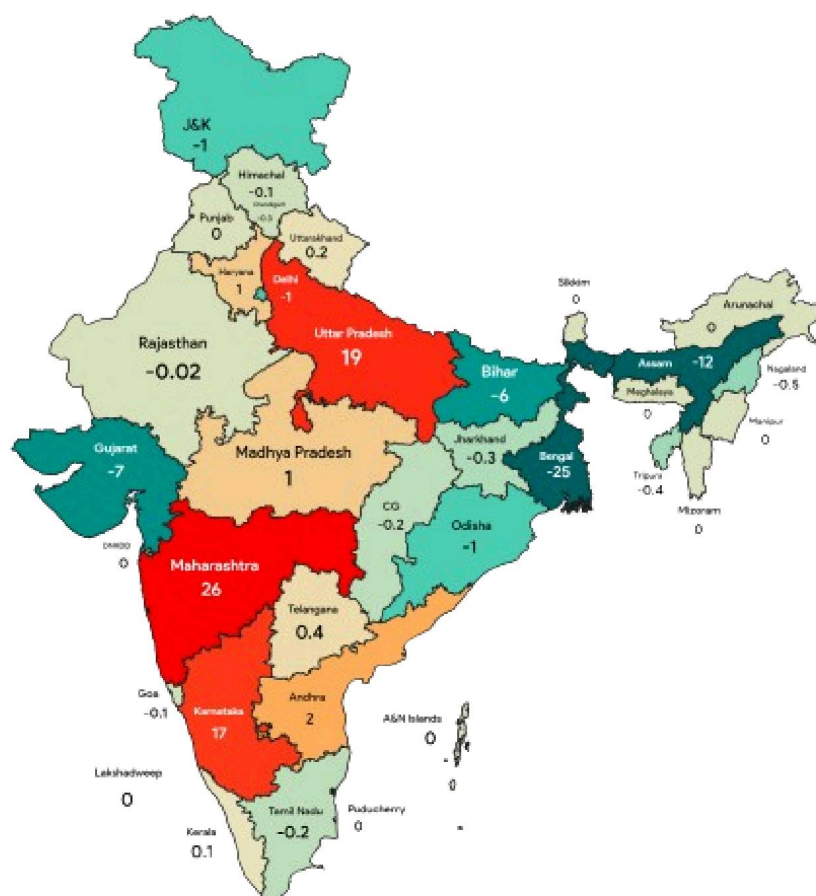 J&K
-1
Himachal
-0.1
Chandigarh
-0.3
Punjab
0
Uttarakhand
0.2
Haryana
1
Delhi
-1
Uttar Pradesh
19
Rajasthan
-0.02
Sikkim
0
Arunachal
0
Assam
-12
Nagaland
-0.5
Meghalaya
0
Manipur
0
Tripura
-0.4
Mizoram
0
Bihar
-6
Jharkhand
-0.3
Bengal
-25
Gujarat
-7
Madhya Pradesh
1
CG
-0.2
Odisha
-1
DNHDD
0
Maharashtra
26
Telangana
0.4
Goa
-0.1
Karnataka
17
Andhra
2
A&N Islands
0
Lakshadweep
0
Kerala
0.1
Tamil Nadu
-0.2
Puducherry
0